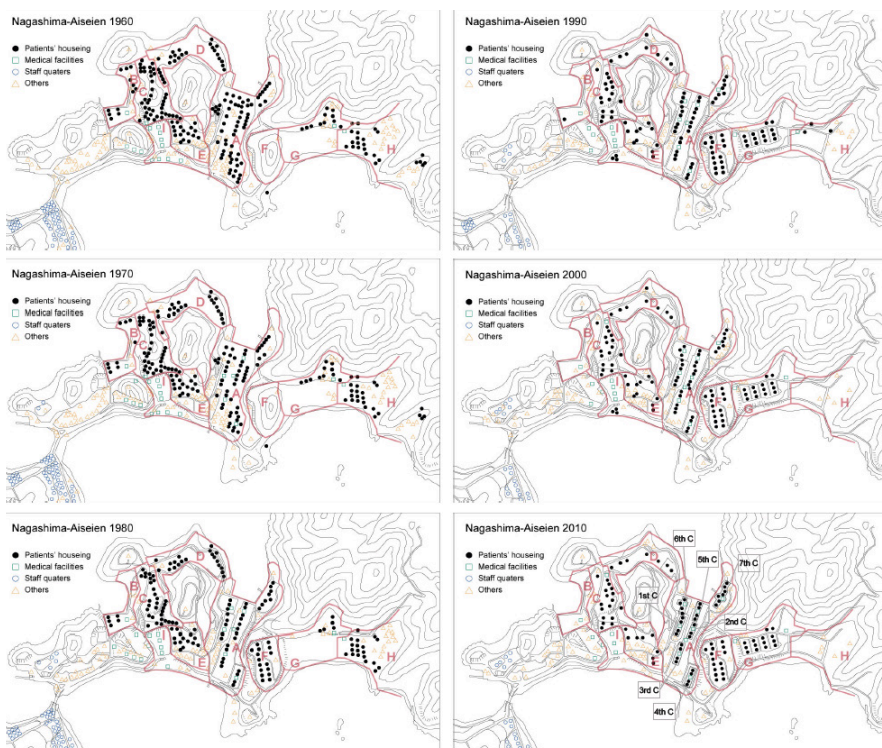 Nagashima-Aiseien 1960
Patients' houseing
Medical facilities
Staff quaters
Others
D
B
C
A
E
F
G
H
Nagashima-Aiseien 1970
Patients' houseing
Medical facilities
Staff quaters
Others
D
B
C
A
E
F
G
H
Nagashima-Aiseien 1980
Patients' houseing
Medical facilities
Staff quaters
Others
D
B
C
A
E
F
G
H
Nagashima-Aiseien 1990
Patients' houseing
Medical facilities
Staff quaters
Others
D
B
C
A
E
F
G
H
Nagashima-Aiseien 2000
Patients' houseing
Medical facilities
Staff quaters
Others
D
B
C
A
E
F
G
H
Nagashima-Aiseien 2010
Patients' houseing
Medical facilities
Staff quaters
Others
6th C
5th C
7th C
1st C
2nd C
3rd C
4th C
D
B
C
A
E
F
G
H